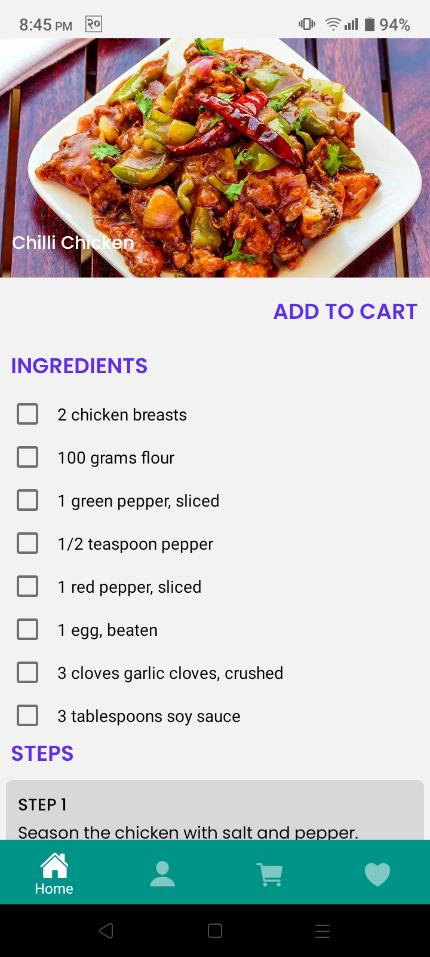 8:45 PM २० 94%
Chilli Chicken
ADD TO CART
INGREDIENTS
2 chicken breasts
100 grams flour
1 green pepper, sliced
1/2 teaspoon pepper
1 red pepper, sliced
1 egg, beaten
3 cloves garlic cloves, crushed
3 tablespoons soy sauce
STEPS
STEP 1
Season the chicken with salt and pepper.
Home